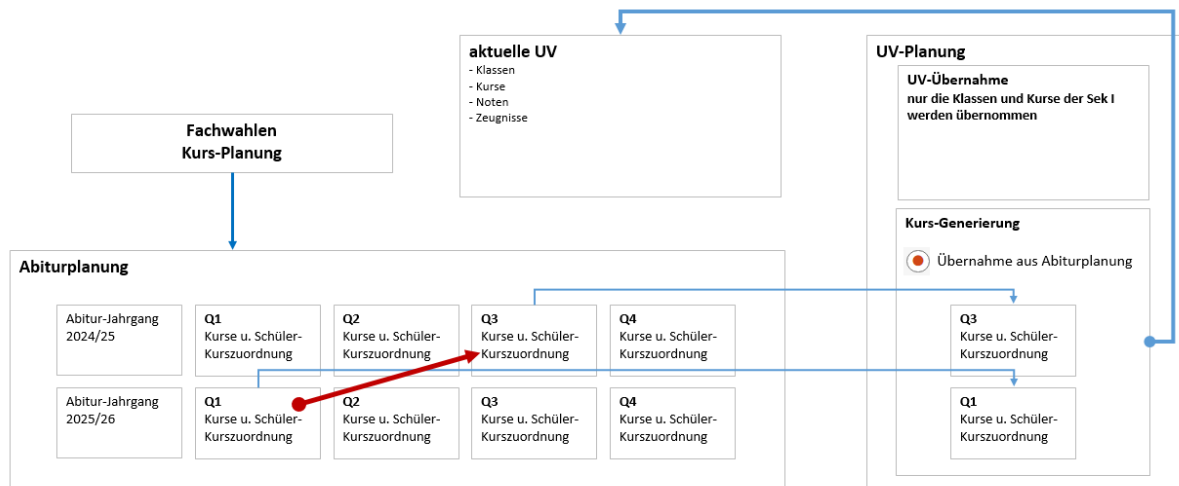 aktuelle UV
- Klassen
- Kurse
- Noten
- Zeugnisse
UV-Planung
UV-Übernahme
nur die Klassen und Kurse der Sek I
werden übernommen
Fachwahlen
Kurs-Planung
Kurs-Generierung
Übernahme aus Abiturplanung
Abiturplanung
Abitur-Jahrgang
2024/25
Q1
Kurse u. Schüler-
Kurszuordnung
Q2
Kurse u. Schüler-
Kurszuordnung
Q3
Kurse u. Schüler-
Kurszuordnung
Q4
Kurse u. Schüler-
Kurszuordnung
Q3
Kurse u. Schüler-
Kurszuordnung
Abitur-Jahrgang
2025/26
Q1
Kurse u. Schüler-
Kurszuordnung
Q2
Kurse u. Schüler-
Kurszuordnung
Q3
Kurse u. Schüler-
Kurszuordnung
Q4
Kurse u. Schüler-
Kurszuordnung
Q1
Kurse u. Schüler-
Kurszuordnung